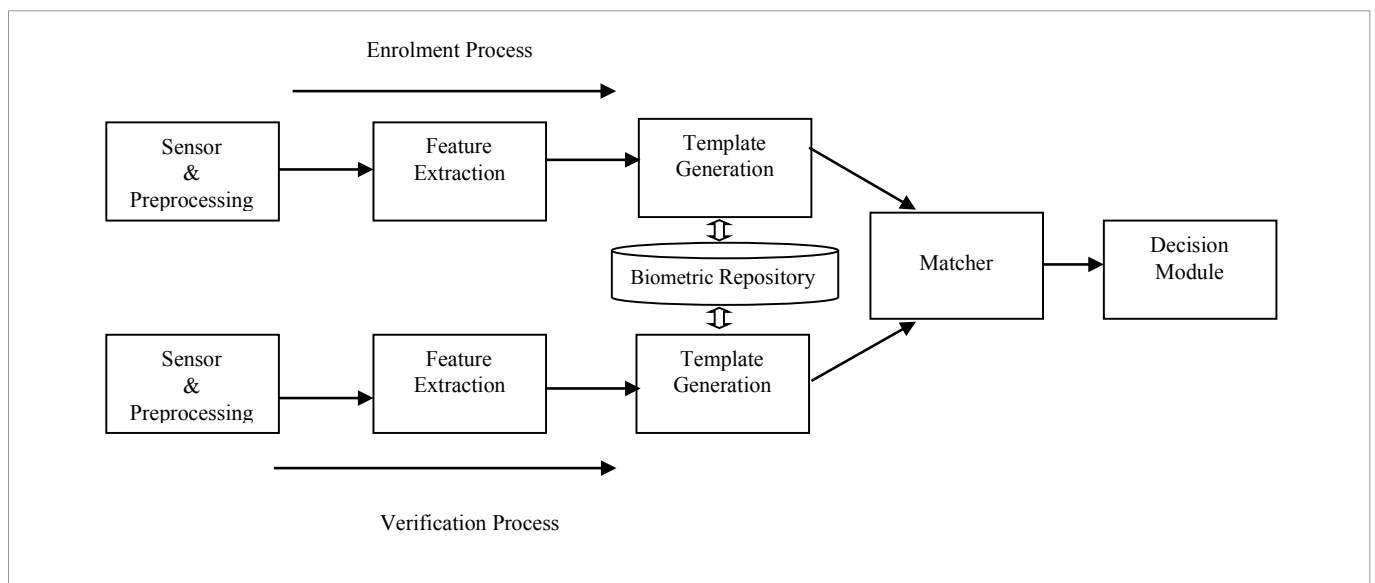 Enrolment Process
Sensor
&
Preprocessing
Feature
Extraction
Template
Generation
Biometric Repository
Matcher
Decision
Module
Sensor
&
Preprocessing
Feature
Extraction
Template
Generation
Verification Process